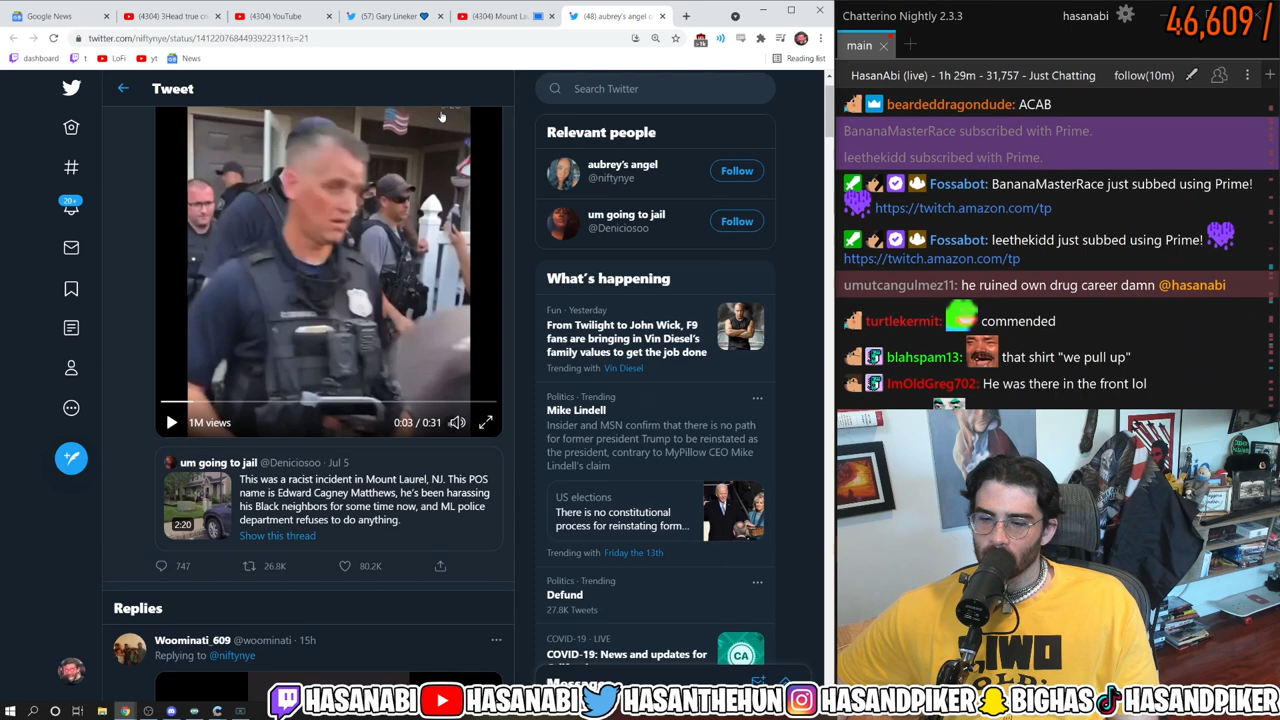 Google News
(4304) 3Head true c
(4304) YouTube
(57) Gary Lineker
(4304) Mount Lau
(48) aubrey's angel o
twitter.com/niftynye/status/1412207684493922311?s=21
dashboard
t
LoFi
yt
News
Reading list
Tweet
Search Twitter
20+
1M views
0:03 / 0:31
um going to jail @Deniciosoo · Jul 5
This was a racist incident in Mount Laurel, NJ. This POS
name is Edward Cagney Matthews, he's been harassing
his Black neighbors for some time now, and ML police
department refuses to do anything.
Show this thread
2:20
747
26.8K
80.2K
Replies
Woominati_609 @woominati · 15h
Replying to @niftynye
Relevant people
aubrey's angel
@niftynye
Follow
um going to jail
@Deniciosoo
Follow
What's happening
Fun · Yesterday
From Twilight to John Wick, F9
films are bringing in Vin Diesel's
family values to get the job done
Trending with Vin Diesel
Politics · Trending
Mike Lindell
Insider and MSN confirm that there is no path
for former president Trump to be reinstated as
the president, contrary to MyPillow CEO Mike
Lindell's claim
US elections
There is no constitutional
process for reinstating form...
Trending with Friday the 13th
Politics · Trending
Defund
27.8K Tweets
COVID-19 · LIVE
COVID-19: News and updates for
CA
Chatterino Nightly 2.3.3
hasanabi
46,609 /
main
HasanAbi (live) - 1h 29m - 31,757 - Just Chatting
follow(10m)
beardeddragondude: ACAB
BananaMasterRace subscribed with Prime.
leethekidd subscribed with Prime.
Fossabot: BananaMasterRace just subbed using Prime!
https://twitch.amazon.com/tp
Fossabot: leethekidd just subbed using Prime!
https://twitch.amazon.com/tp
umutcangulmez11: he ruined own drug career damn @hasanabi
turtlekermit: commended
blahspam13: that shirt "we pull up"
ImOldGreg702: He was there in the front lol
TWO
HASANABI
HASANABI
HASANTHEHUN
HASANDPIKER
BIGHAS
HASANDPIKER